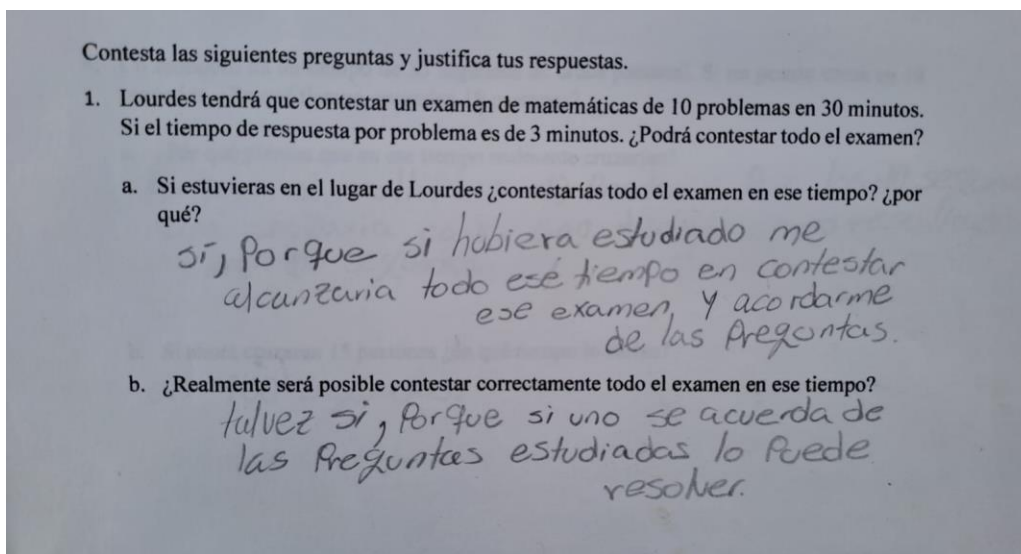 Contesta las siguientes preguntas y justifica tus respuestas.
1. Lourdes tendrá que contestar un examen de matemáticas de 10 problemas en 30 minutos.
Si el tiempo de respuesta por problema es de 3 minutos. ¿Podrá contestar todo el examen?
a. Si estuvieras en el lugar de Lourdes ¿contestarías todo el examen en ese tiempo? ¿por
qué?
Sí, Porque si hubiera estudiado me
alcanzaria todo ese tiempo en contestar
ese examen, y acordarme
de las Preguntas.
b. ¿Realmente será posible contestar correctamente todo el examen en ese tiempo?
talvez si, Porque si uno se acuerda de
las Preguntas estudiadas lo Puede
resolver.